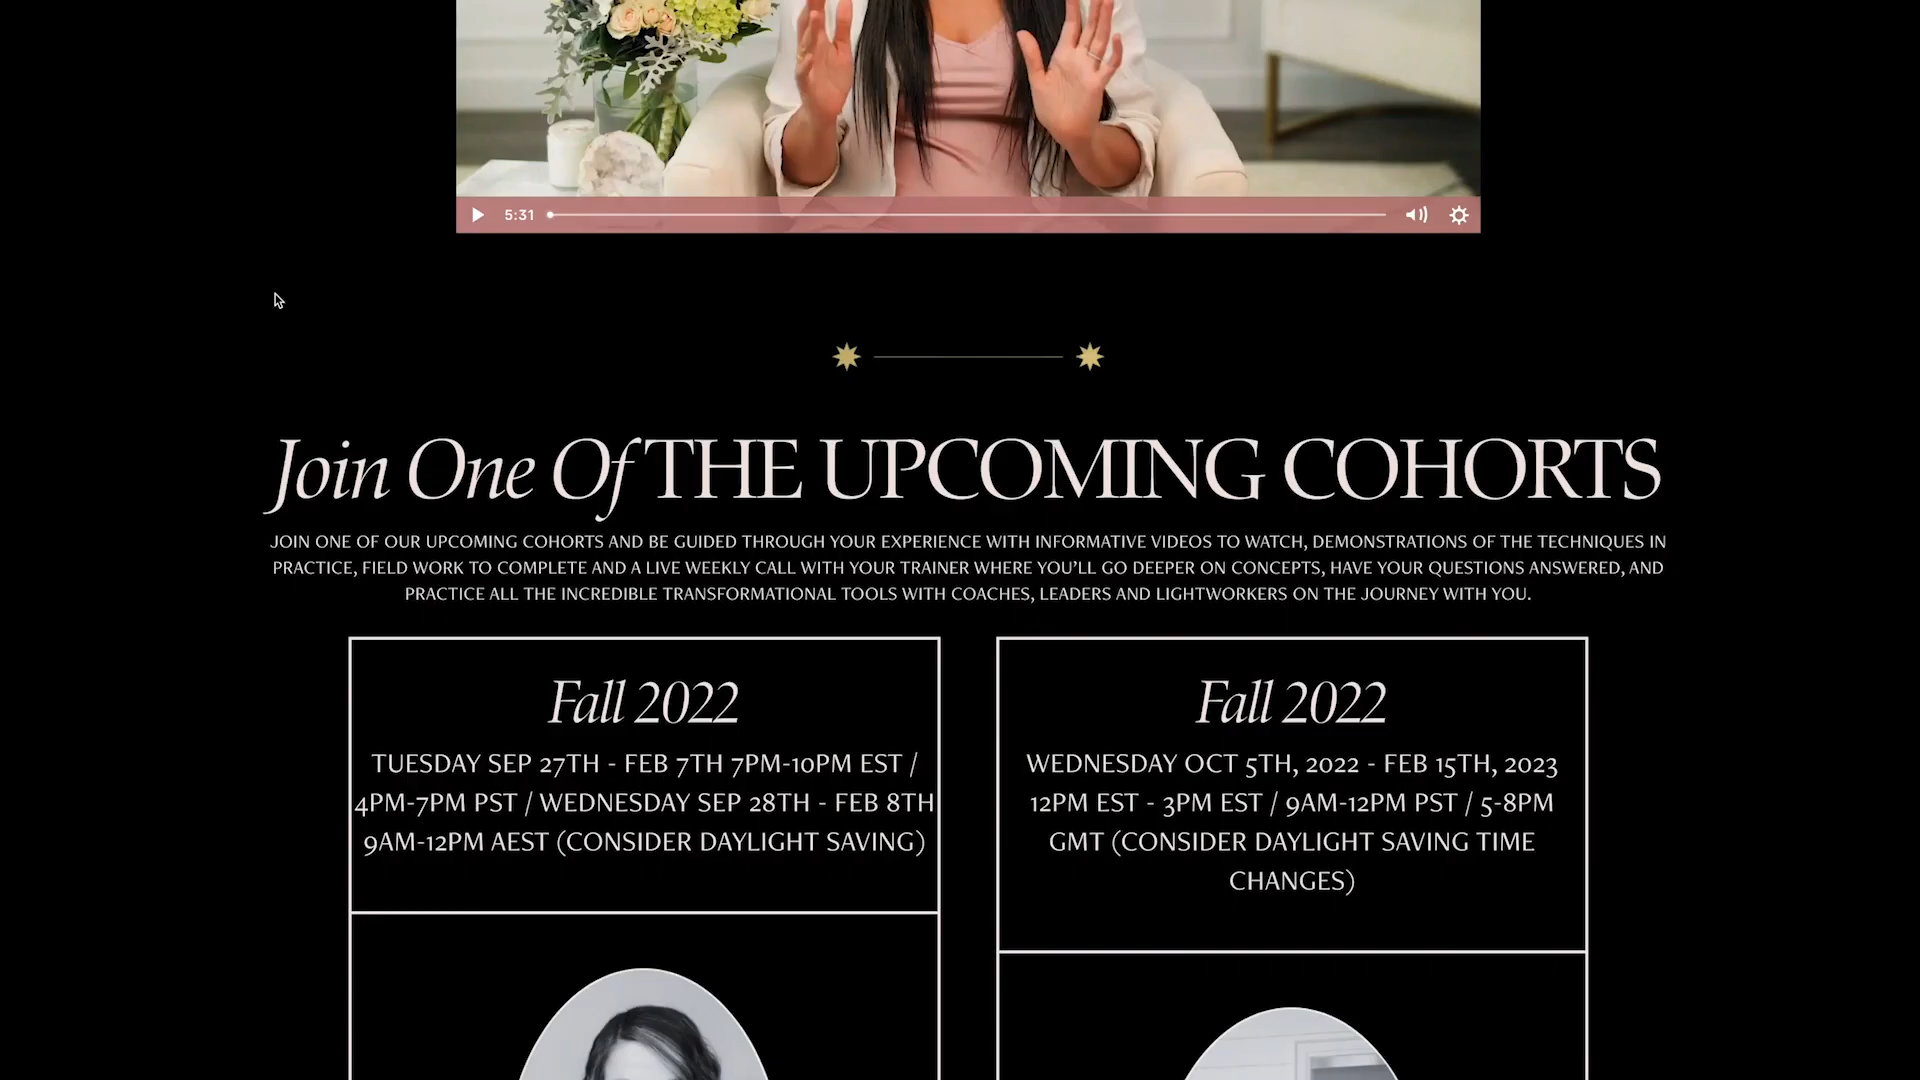 5:31
Join One Of THE UPCOMING COHORTS
JOIN ONE OF OUR UPCOMING COHORTS AND BE GUIDED THROUGH YOUR EXPERIENCE WITH INFORMATIVE VIDEOS TO WATCH, DEMONSTRATIONS OF THE TECHNIQUES IN
PRACTICE, FIELD WORK TO COMPLETE AND A LIVE WEEKLY CALL WITH YOUR TRAINER WHERE YOU’LL GO DEEPER ON CONCEPTS, HAVE YOUR QUESTIONS ANSWERED, AND
PRACTICE ALL THE INCREDIBLE TRANSFORMATIONAL TOOLS WITH COACHES, LEADERS AND LIGHTWORKERS ON THE JOURNEY WITH YOU.
Fall 2022
TUESDAY SEP 27TH - FEB 7TH 7PM-10PM EST /
4PM-7PM PST / WEDNESDAY SEP 28TH - FEB 8TH
9AM-12PM AEST (CONSIDER DAYLIGHT SAVING)
Fall 2022
WEDNESDAY OCT 5TH, 2022 - FEB 15TH, 2023
12PM EST - 3PM EST / 9AM-12PM PST / 5-8PM
GMT (CONSIDER DAYLIGHT SAVING TIME
CHANGES)